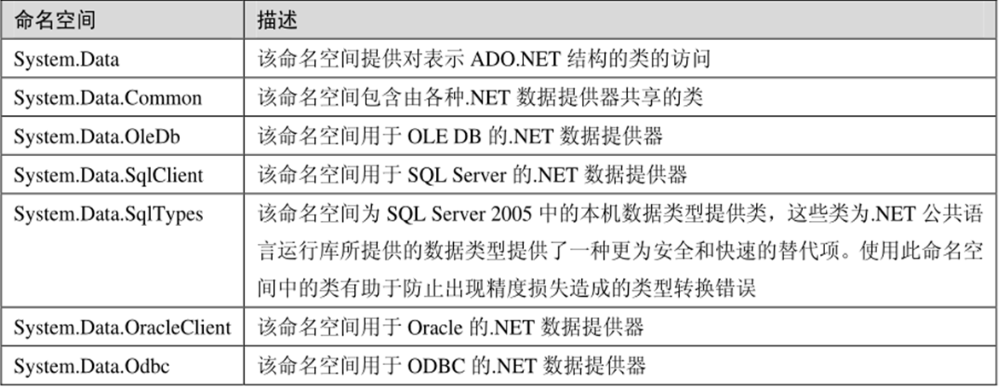 命名空间 描述
System.Data 该命名空间提供对表示 ADO.NET 结构的类的访问
System.Data.Common 该命名空间包含由各种.NET 数据提供器共享的类
System.Data.OleDb 该命名空间用于 OLE DB 的.NET 数据提供器
System.Data.SqlClient 该命名空间用于 SQL Server 的.NET 数据提供器
System.Data.SqlTypes 该命名空间为 SQL Server 2005 中的本机数据类型提供类，这些类为.NET 公共语
言运行库所提供的数据类型提供了一种更为安全和快速的替代项。使用此命名空
间中的类有助于防止出现精度损失造成的类型转换错误
System.Data.OracleClient 该命名空间用于 Oracle 的.NET 数据提供器
System.Data.Odbc 该命名空间用于 ODBC 的.NET 数据提供器